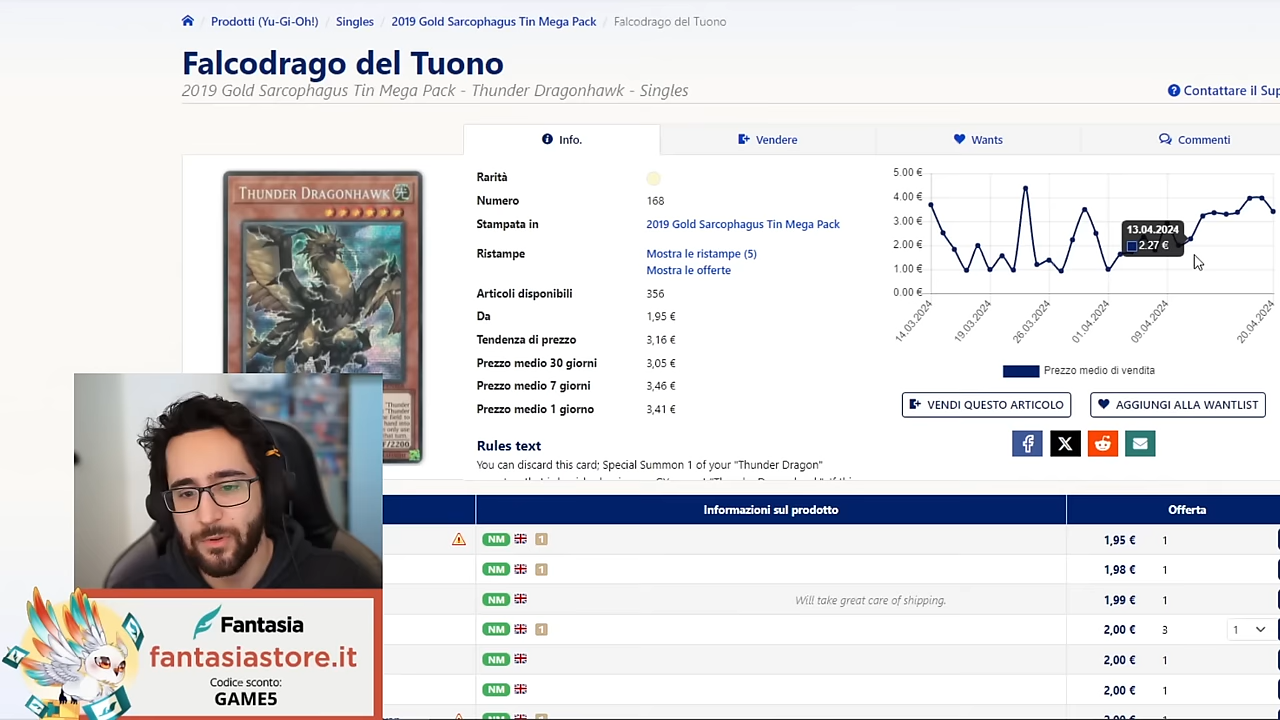 Prodotti (Yu-Gi-Oh!) / Singles / 2019 Gold Sarcophagus Tin Mega Pack / Falcodrago del Tuono
Falcodrago del Tuono
2019 Gold Sarcophagus Tin Mega Pack - Thunder Dragonhawk - Singles
Contattare il Sup
Info.
Vendere
Wants
Commenti
THUNDER DRAGONHAWK
Rarità
Numero 168
Stampata in 2019 Gold Sarcophagus Tin Mega Pack
Ristampe Mostra le ristampe (5)
Mostra le offerte
Articoli disponibili 356
Da 1,95 €
Tendenza di prezzo 3,16 €
Prezzo medio 30 giorni 3,05 €
Prezzo medio 7 giorni 3,46 €
Prezzo medio 1 giorno 3,41 €
Rules text
You can discard this card; Special Summon 1 of your "Thunder Dragon"
5.00 €
4.00 €
3.00 €
2.00 €
1.00 €
0.00 €
13.04.2024
2.27 €
14.03.2024
19.03.2024
26.03.2024
01.04.2024
09.04.2024
20.04.2024
Prezzo medio di vendita
VENDI QUESTO ARTICOLO
AGGIUNGI ALLA WANTLIST
Informazioni sul prodotto
Offerta
NM 1 1,95 € 1
NM 1 1,98 € 1
NM Will take great care of shipping. 1,99 € 1
NM 1 2,00 € 3 1
NM 2,00 € 1
NM 2,00 € 1
Fantasia
fantasiastore.it
Codice sconto:
GAME5